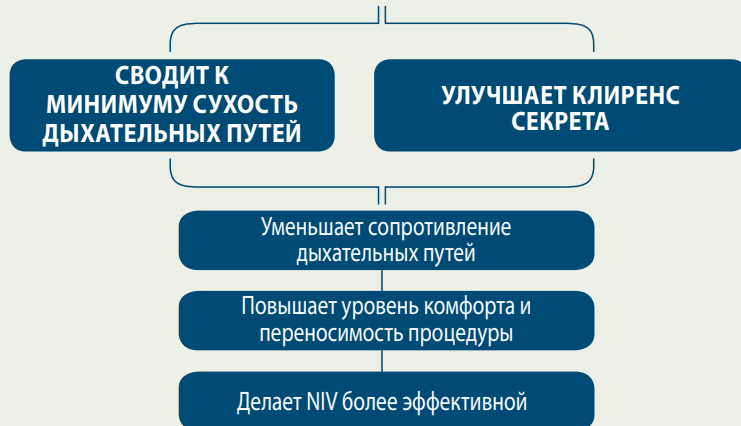 СВОДИТ К
МИНИМУМУ СУХОСТЬ
ДЫХАТЕЛЬНЫХ ПУТЕЙ
УЛУЧШАЕТ КЛИРЕНС
СЕКРЕТА
Уменьшает сопротивление
дыхательных путей
Повышает уровень комфорта и
переносимость процедуры
Делает NIV более эффективной